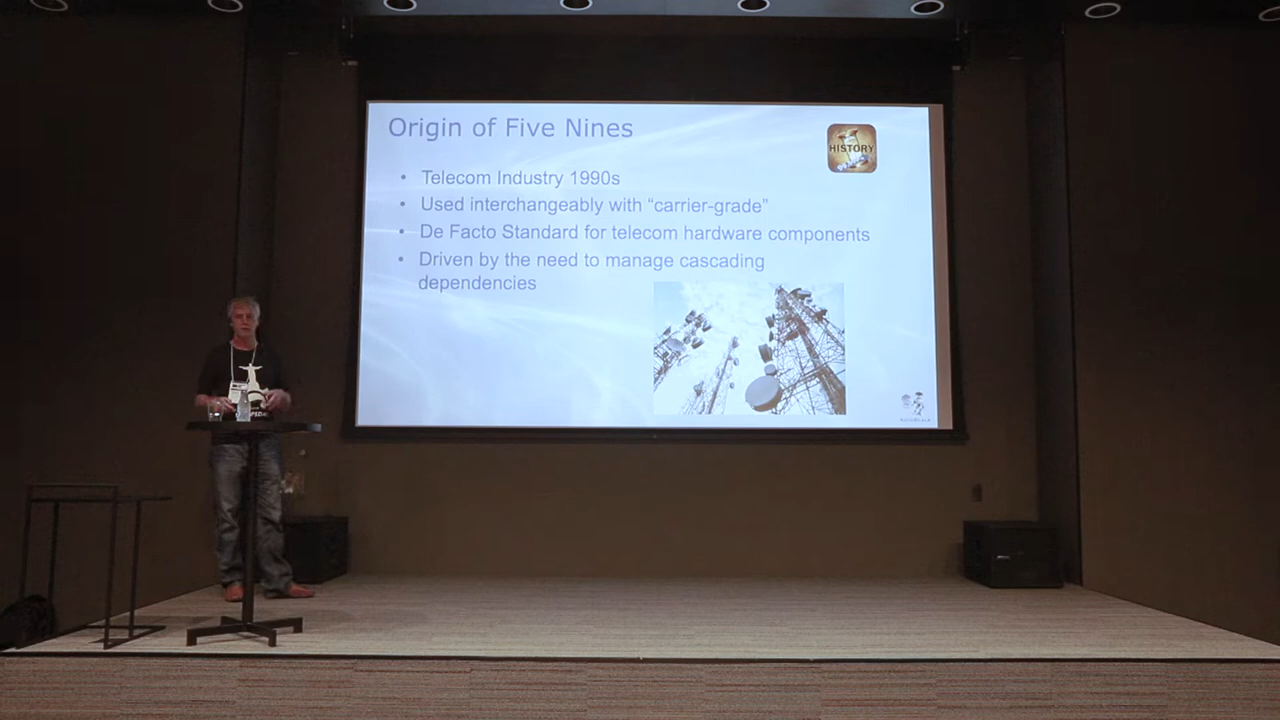 Origin of Five Nines
HISTORY
• Telecom Industry 1990s
• Used interchangeably with “carrier-grade”
• De Facto Standard for telecom hardware components
• Driven by the need to manage cascading
dependencies